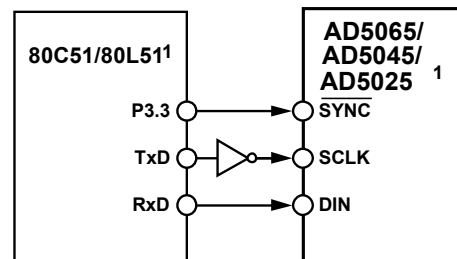 80C51/80L51¹
AD5065/
AD5045/
AD5025 ¹
P3.3
SYNC
TxD
SCLK
RxD
DIN